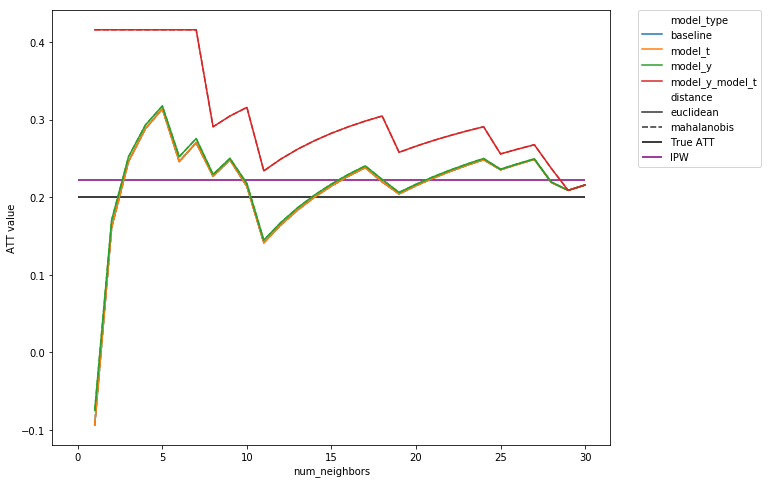 model_type
baseline
model_t
model_y
model_y_model_t
distance
euclidean
mahalanobis
True ATT
IPW
ATT value
0.4
0.3
0.2
0.1
0.0
−0.1
0 5 10 15 20 25 30
num_neighbors